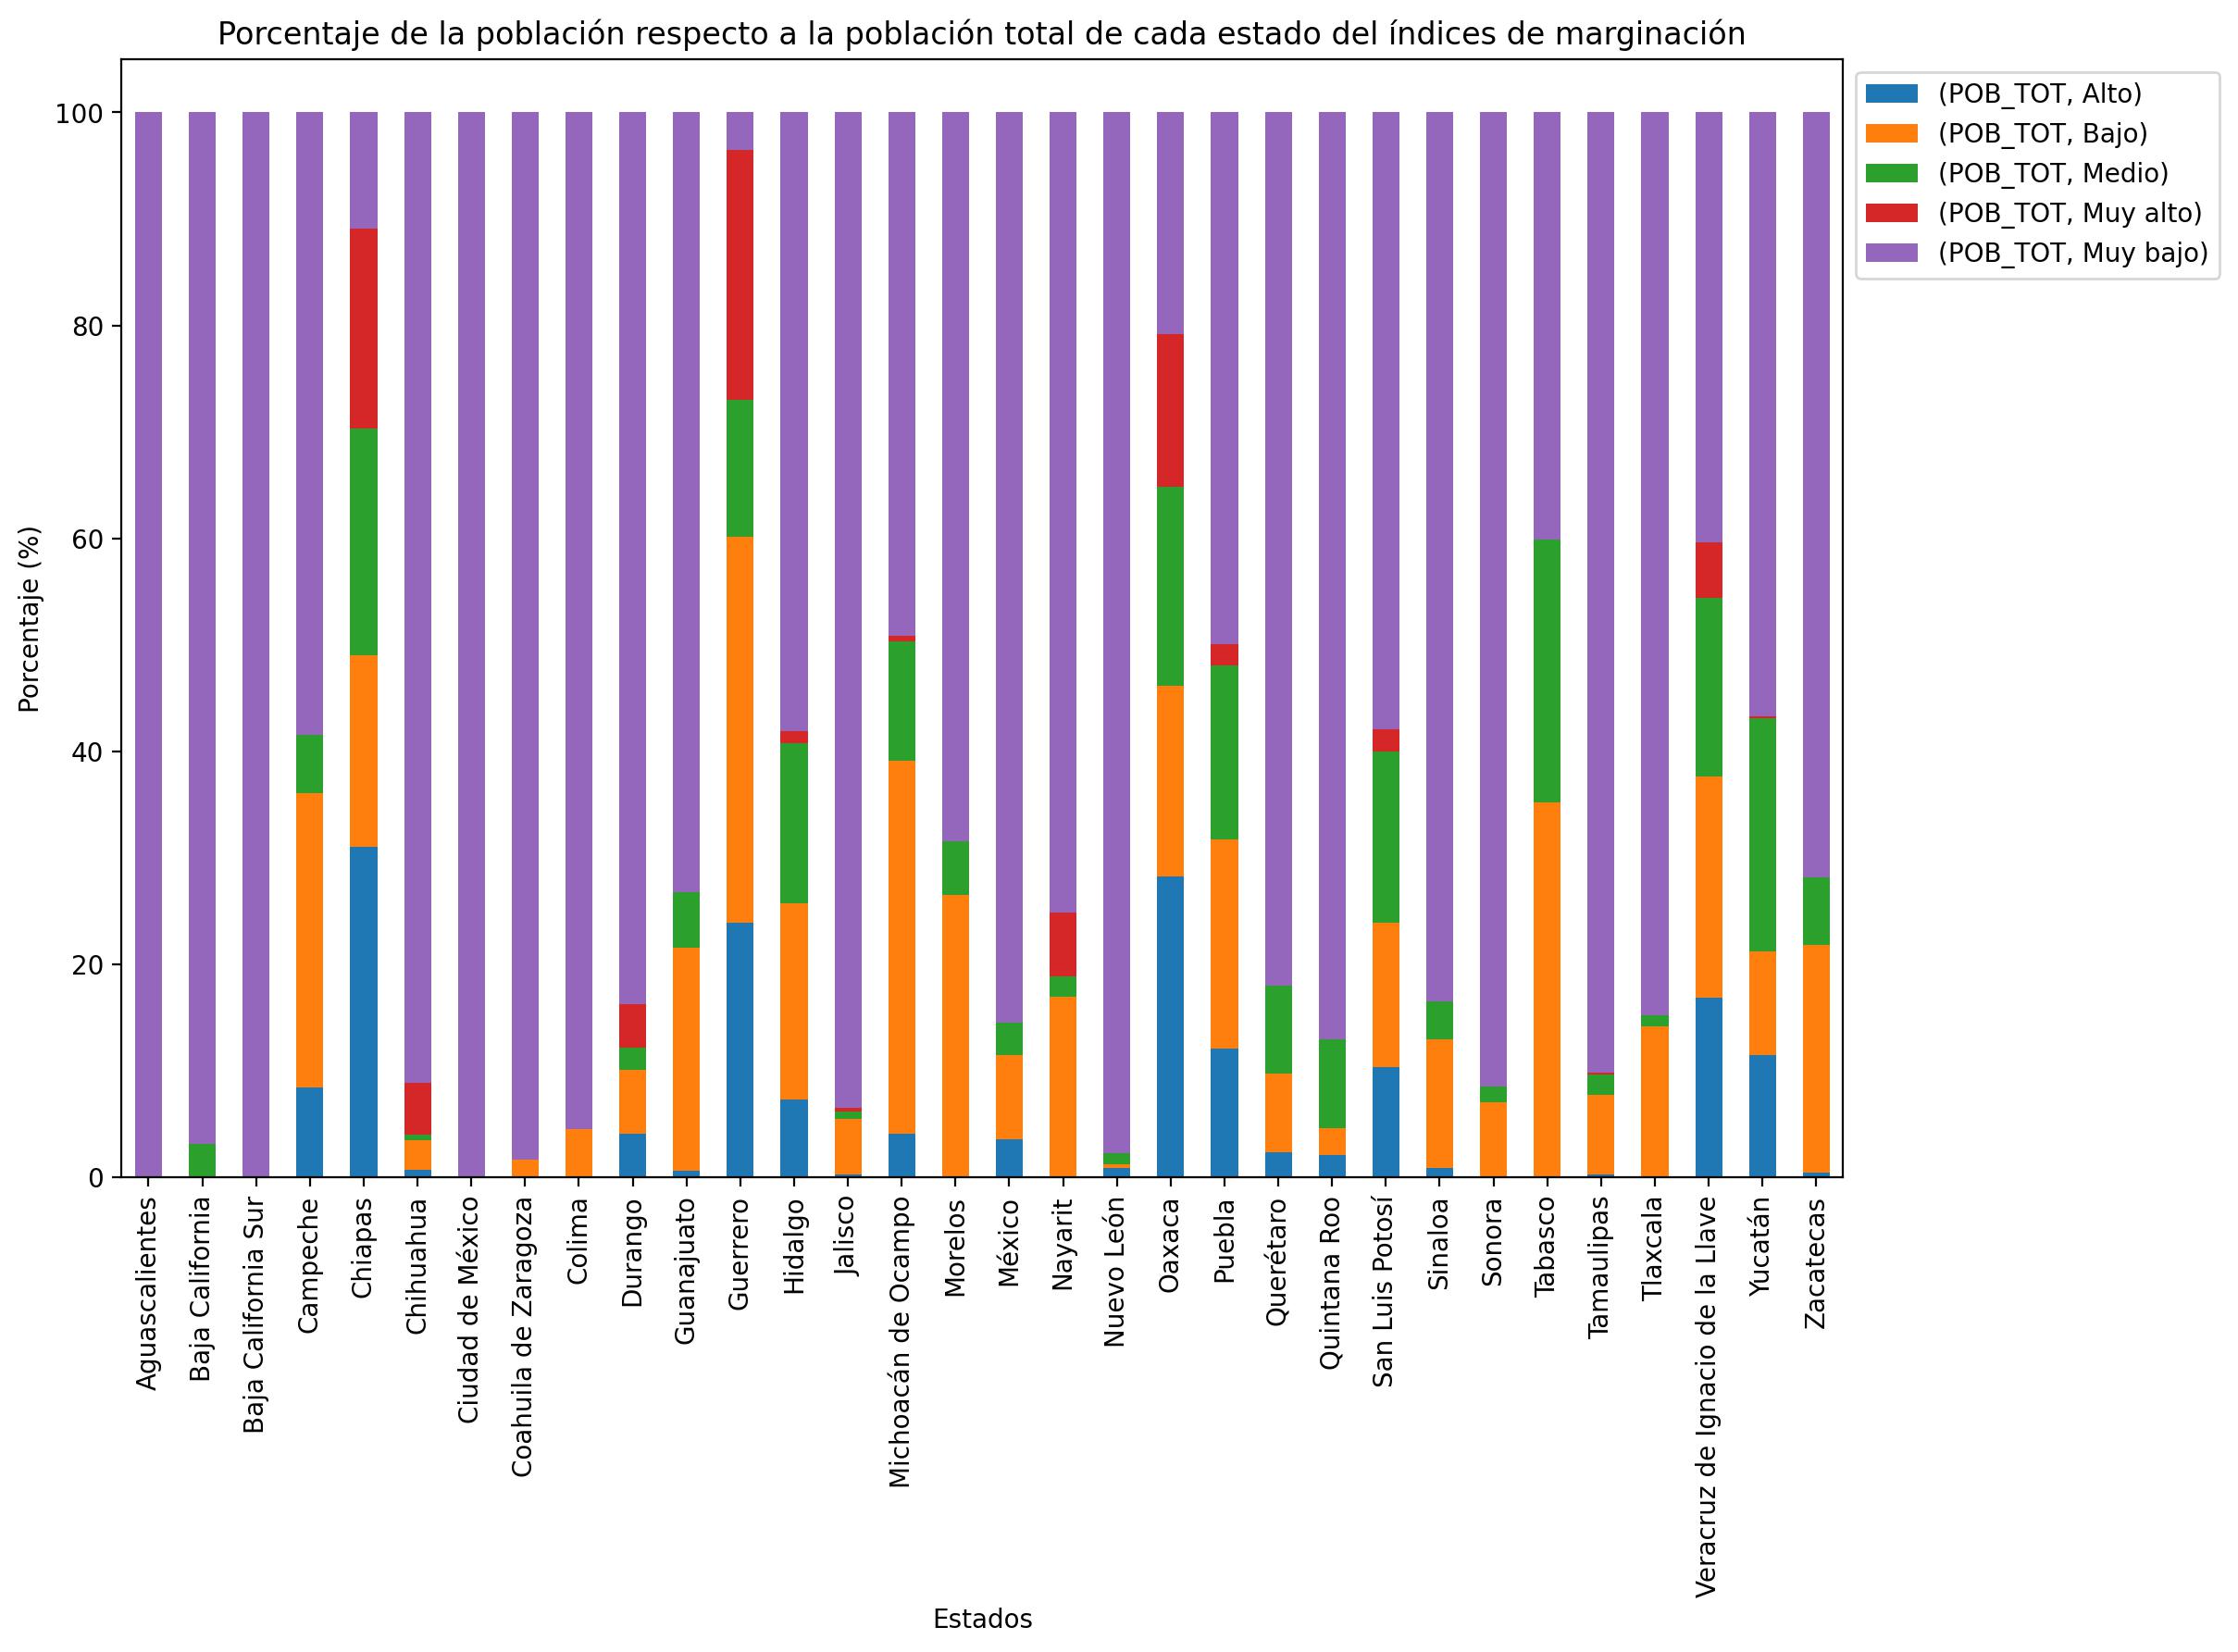 Porcentaje de la población respecto a la población total de cada estado del índices de marginación
(POB_TOT, Alto)
(POB_TOT, Bajo)
(POB_TOT, Medio)
(POB_TOT, Muy alto)
(POB_TOT, Muy bajo)
Porcentaje (%)
100
80
60
40
20
0
Aguascalientes
Baja California
Baja California Sur
Campeche
Chiapas
Chihuahua
Ciudad de México
Coahuila de Zaragoza
Colima
Durango
Guanajuato
Guerrero
Hidalgo
Jalisco
Michoacán de Ocampo
Morelos
México
Nayarit
Nuevo León
Oaxaca
Puebla
Querétaro
Quintana Roo
San Luis Potosí
Sinaloa
Sonora
Tabasco
Tamaulipas
Tlaxcala
Veracruz de Ignacio de la Llave
Yucatán
Zacatecas
Estados